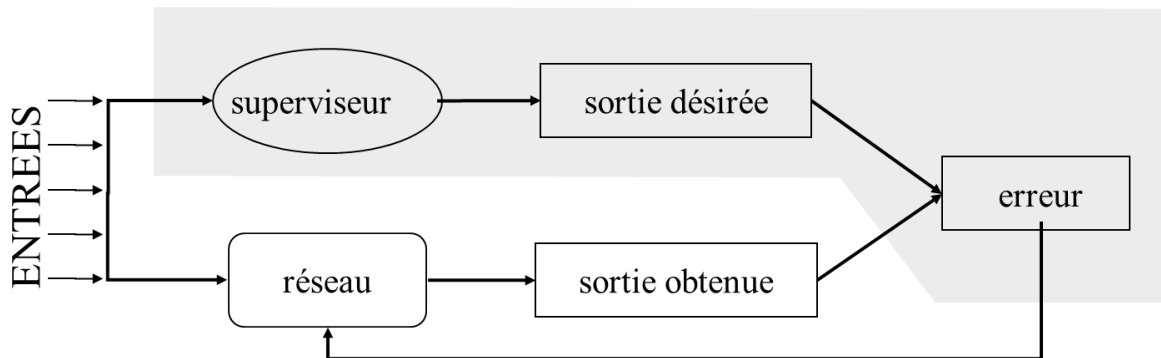 ENTREES
superviseur
sortie désirée
erreur
réseau
sortie obtenue